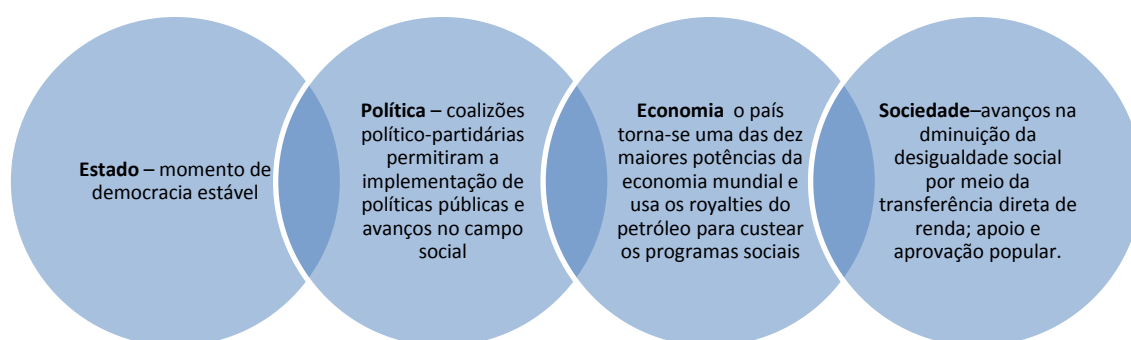 Estado – momento de
democracia estável
Política – coalizões
político-partidárias
permitiram a
implementação de
políticas públicas e
avanços no campo
social
Economia o país
torna-se uma das dez
maiores potências da
economia mundial e
usa os royalties do
petróleo para custear
os programas sociais
Sociedade–avanços na
dminuição da
desigualdade social
por meio da
transferência direta de
renda; apoio e
aprovação popular.